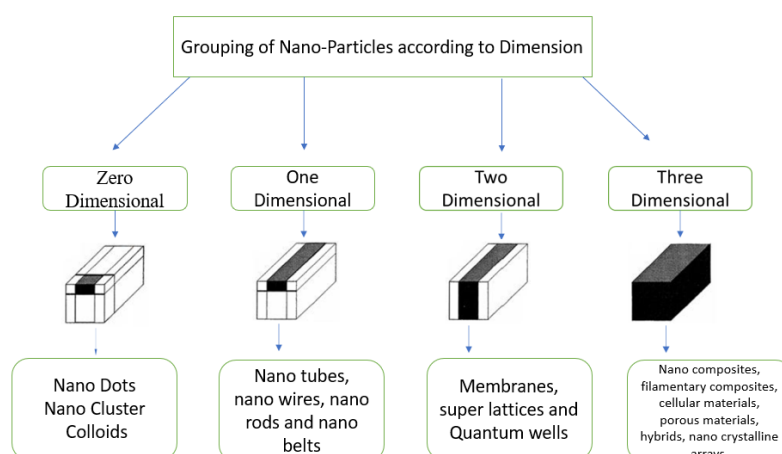 Grouping of Nano-Particles according to Dimension
Zero
Dimensional
One
Dimensional
Two
Dimensional
Three
Dimensional
Nano Dots
Nano Cluster
Colloids
Nano tubes,
nano wires, nano
rods and nano
belts
Membranes,
super lattices and
Quantum wells
Nano composites,
filamentary composites,
cellular materials,
porous materials,
hybrids, nano crystalline
arrays